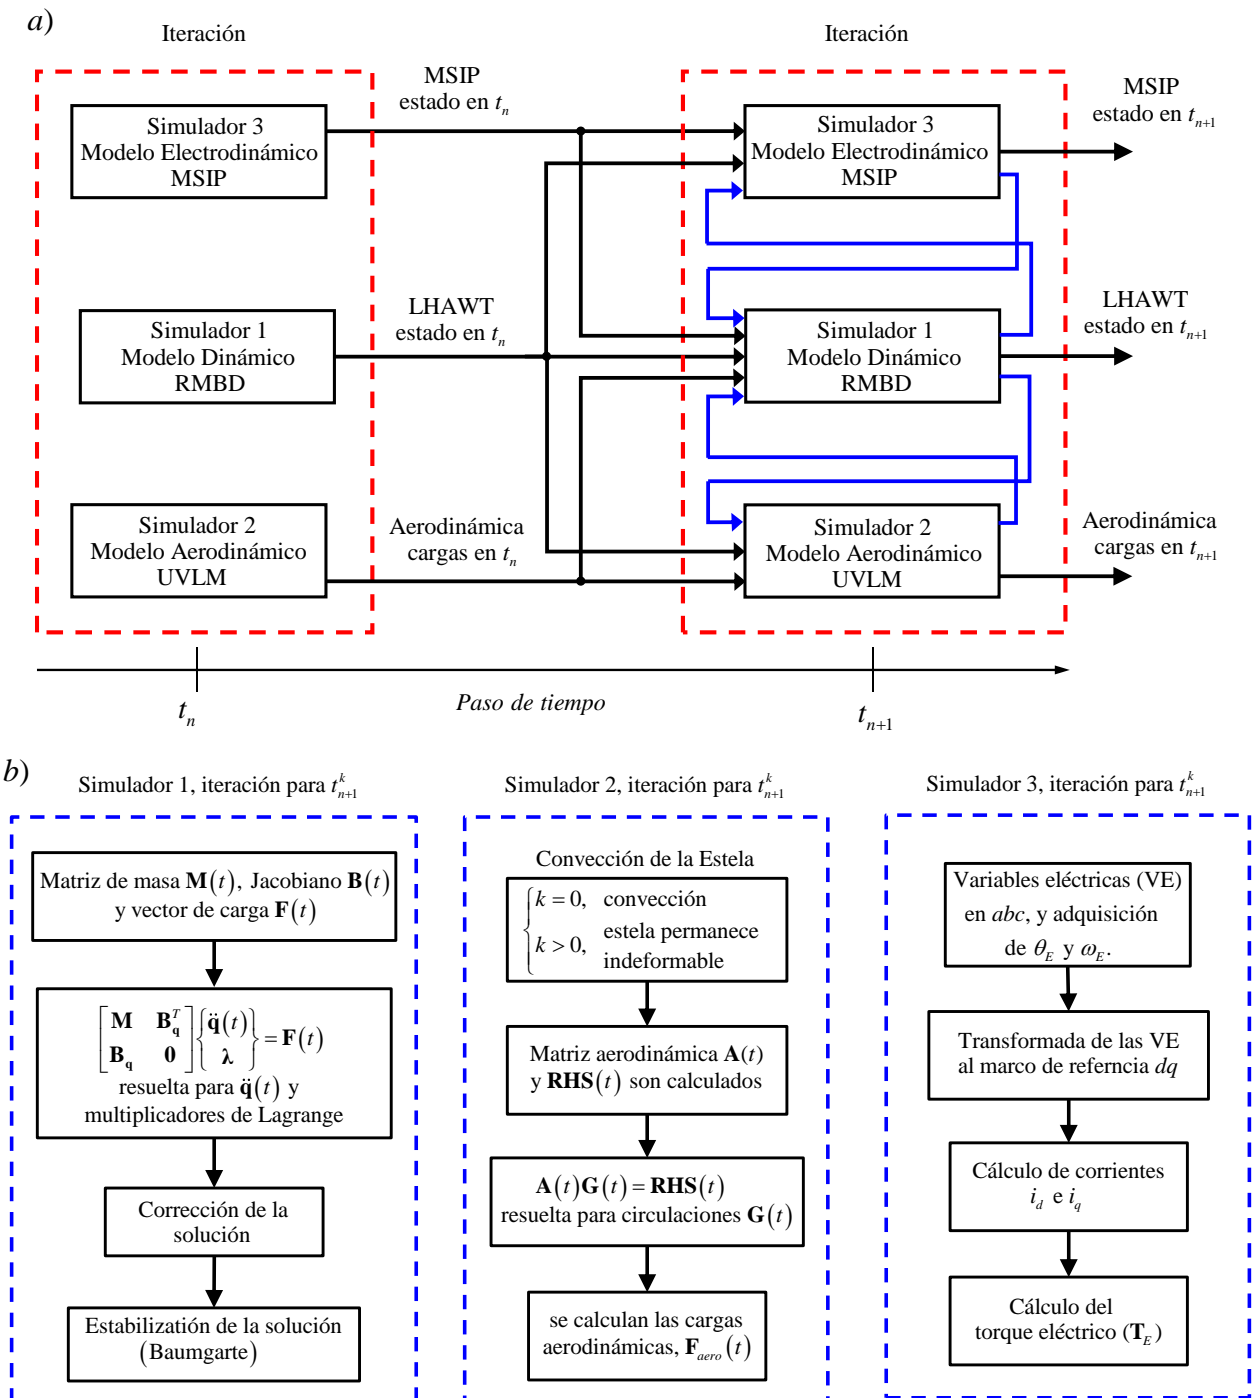 a)
Iteración
Iteración
MSIP
estado en t_n
MSIP
estado en t_{n+1}
Simulador 3
Modelo Electrodinámico
MSIP
Simulador 3
Modelo Electrodinámico
MSIP
LHAWT
estado en t_n
LHAWT
estado en t_{n+1}
Simulador 1
Modelo Dinámico
RMBD
Simulador 1
Modelo Dinámico
RMBD
Aerodinámica
cargas en t_n
Aerodinámica
cargas en t_{n+1}
Simulador 2
Modelo Aerodinámico
UVLM
Simulador 2
Modelo Aerodinámico
UVLM
t_n
Paso de tiempo
t_{n+1}
b)
Simulador 1, iteración para t_{n+1}^k
Matriz de masa M(t), Jacobiano B(t)
y vector de carga F(t)
[M B_q^T; B_q 0]{q̈(t); λ} = F(t)
resuelta para q̈(t) y
multiplicadores de Lagrange
Corrección de la
solución
Estabilizatión de la solución
(Baumgarte)
Simulador 2, iteración para t_{n+1}^k
Convección de la Estela
k = 0, convección
k > 0, estela permanece
indeformable
Matriz aerodinámica A(t)
y RHS(t) son calculados
A(t)G(t) = RHS(t)
resuelta para circulaciones G(t)
se calculan las cargas
aerodinámicas, F_{aero}(t)
Simulador 3, iteración para t_{n+1}^k
Variables eléctricas (VE)
en abc, y adquisición
de θ_E y ω_E.
Transformada de las VE
al marco de referncia dq
Cálculo de corrientes
i_d e i_q
Cálculo del
torque eléctrico (T_E)